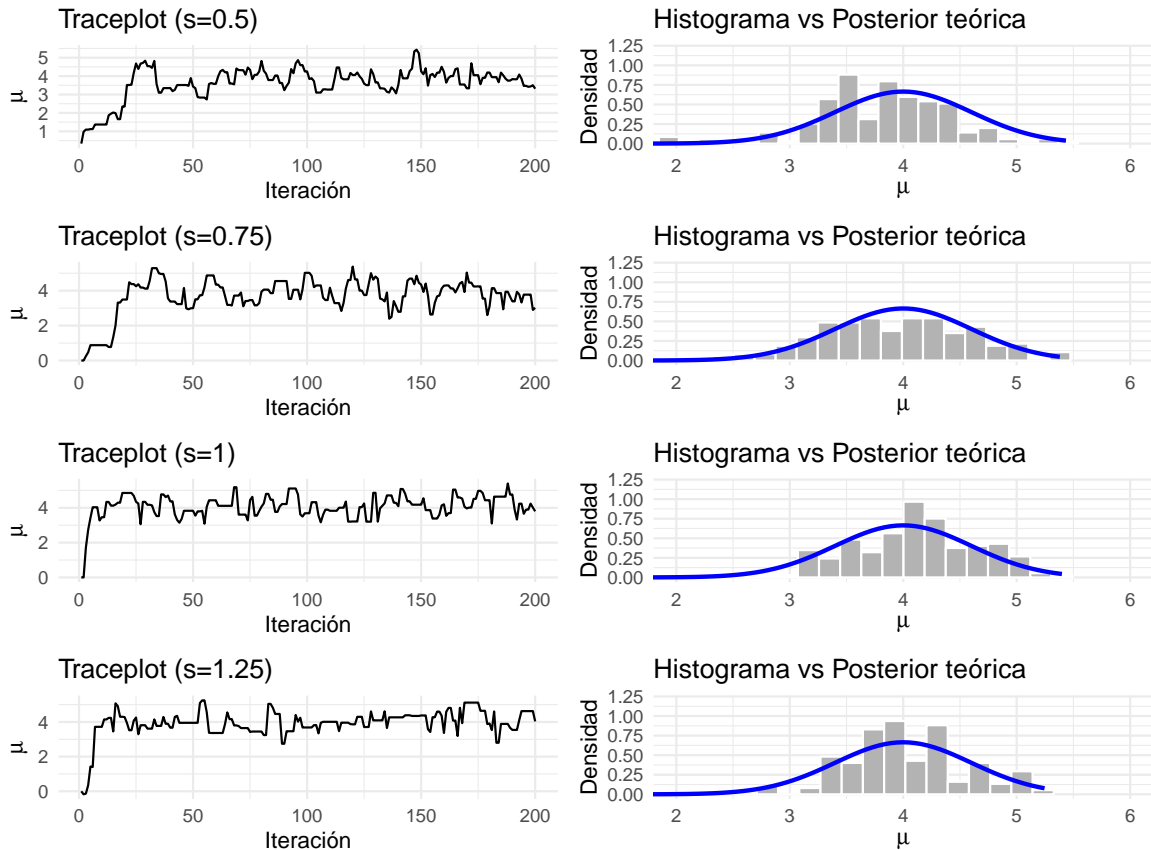 Traceplot (s=0.5)
5
4
3
2
1
μ
0 50 100 150 200
Iteración
Histograma vs Posterior teórica
1.25
1.00
0.75
0.50
0.25
0.00
Densidad
2 3 4 5 6
μ
Traceplot (s=0.75)
4
2
0
μ
0 50 100 150 200
Iteración
Histograma vs Posterior teórica
1.25
1.00
0.75
0.50
0.25
0.00
Densidad
2 3 4 5 6
μ
Traceplot (s=1)
4
2
0
μ
0 50 100 150 200
Iteración
Histograma vs Posterior teórica
1.25
1.00
0.75
0.50
0.25
0.00
Densidad
2 3 4 5 6
μ
Traceplot (s=1.25)
4
2
0
μ
0 50 100 150 200
Iteración
Histograma vs Posterior teórica
1.25
1.00
0.75
0.50
0.25
0.00
Densidad
2 3 4 5 6
μ